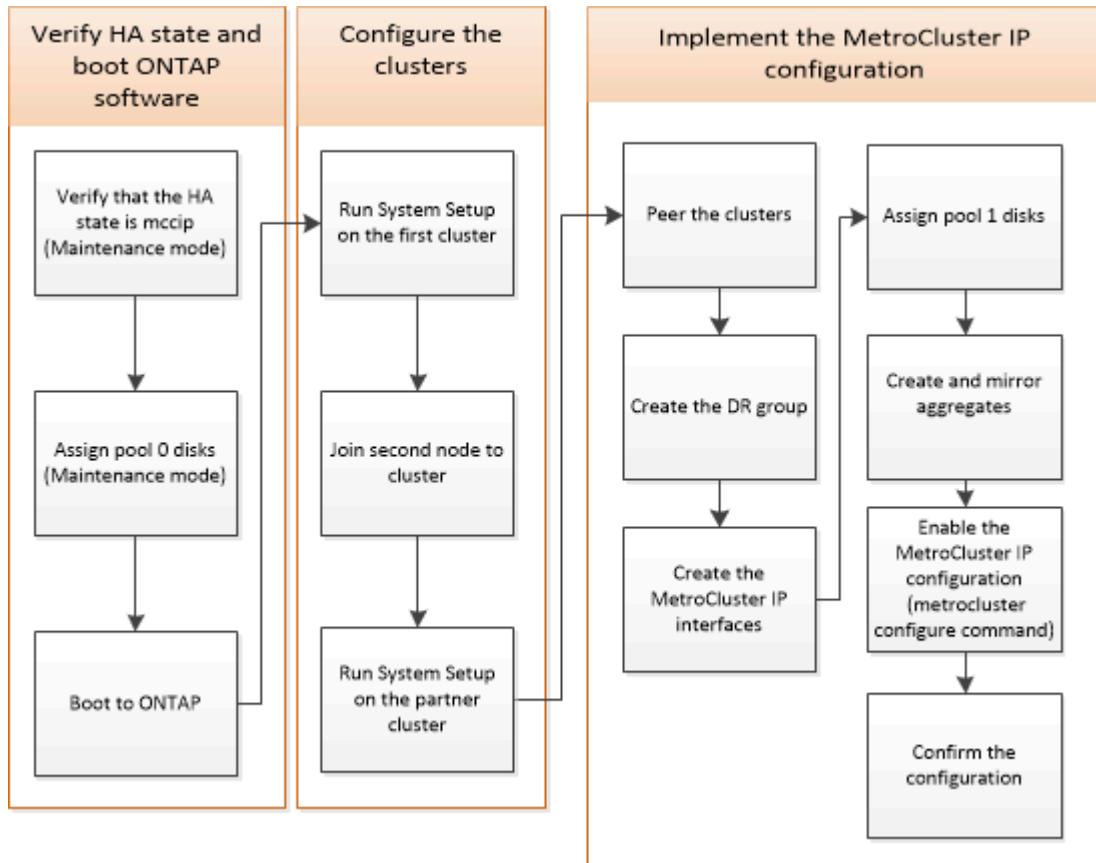 Verify HA state and
boot ONTAP
software
Verify that the HA
state is mccip
(Maintenance mode)
Assign pool 0 disks
(Maintenance mode)
Boot to ONTAP
Configure the
clusters
Run System Setup
on the first cluster
Join second node to
cluster
Run System Setup
on the partner
cluster
Implement the MetroCluster IP
configuration
Peer the clusters
Create the DR group
Create the
MetroCluster IP
interfaces
Assign pool 1 disks
Create and mirror
aggregates
Enable the
MetroCluster IP
configuration
(metrocluster
configure command)
Confirm the
configuration